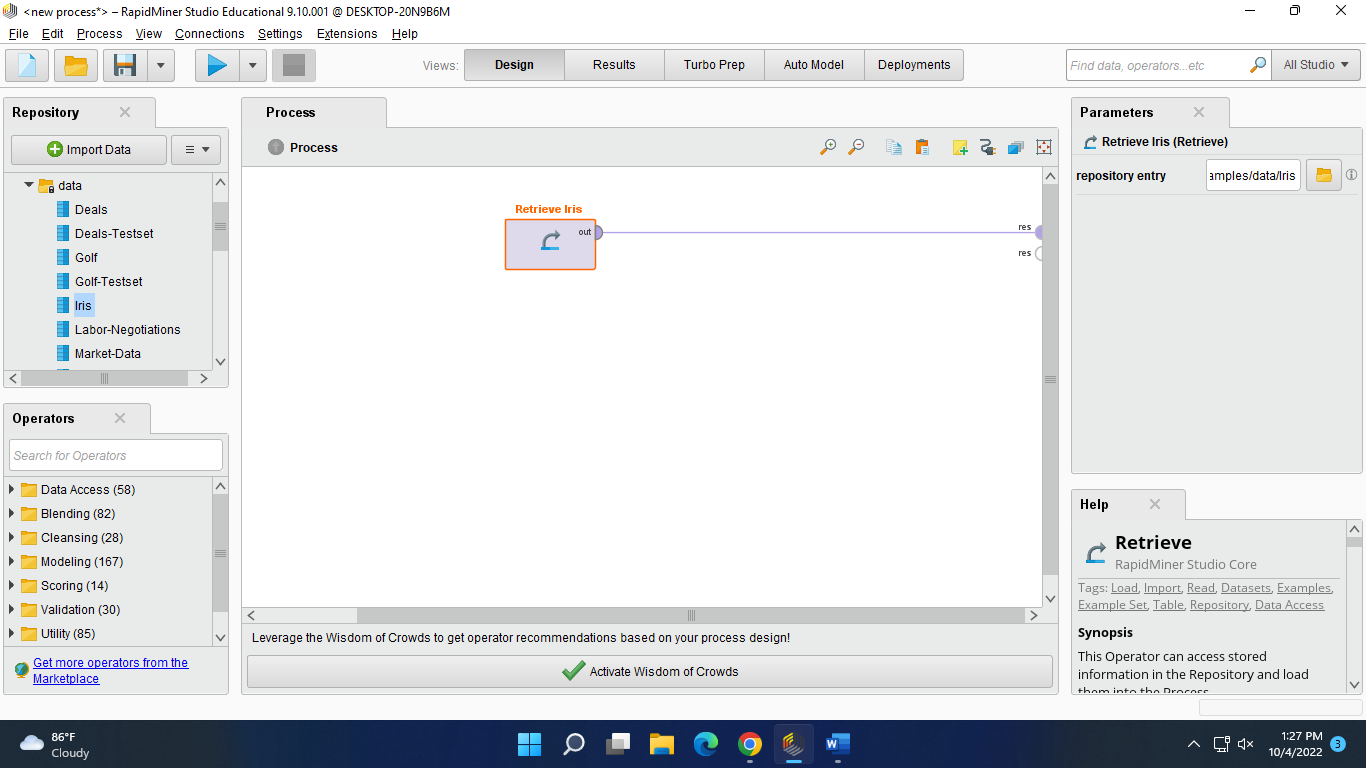 <new process*> – RapidMiner Studio Educational 9.10.001 @ DESKTOP-20N9B6M
File Edit Process View Connections Settings Extensions Help
Views: Design Results Turbo Prep Auto Model Deployments
Find data, operators...etc
All Studio
Repository
Import Data
data
Deals
Deals-Testset
Golf
Golf-Testset
Iris
Labor-Negotiations
Market-Data
Operators
Search for Operators
Data Access (58)
Blending (82)
Cleansing (28)
Modeling (167)
Scoring (14)
Validation (30)
Utility (85)
Get more operators from the
Marketplace
Process
Process
Retrieve Iris
out
res
res
Leverage the Wisdom of Crowds to get operator recommendations based on your process design!
Activate Wisdom of Crowds
Parameters
Retrieve Iris (Retrieve)
repository entry
amples/data/Iris
Help
Retrieve
RapidMiner Studio Core
Tags: Load, Import, Read, Datasets, Examples,
Example Set, Table, Repository, Data Access
Synopsis
This Operator can access stored
information in the Repository and load
them into the Process.
86°F
Cloudy
1:27 PM
10/4/2022
3